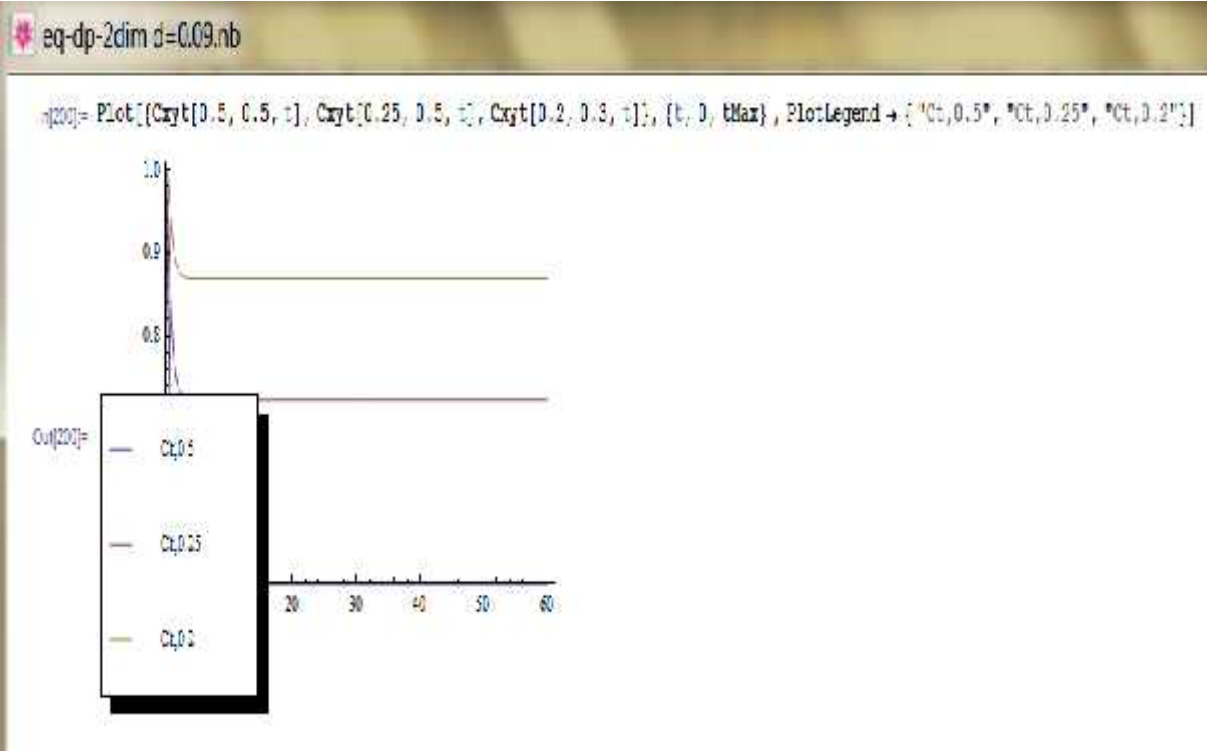 eq-dp-2dim d=0.09.nb
In[200]:= Plot[{Cxyt[0.5, 0.5, t], Cxyt[0.25, 0.5, t], Cxyt[0.2, 0.3, t]}, {t, 0, tMax}, PlotLegend → {"Ct,0.5", "Ct,0.25", "Ct,0.2"}]
1.0
0.9
0.8
Out[200]=
Ct,0.5
Ct,0.25
20 30 40 50 60
Ct,0.2